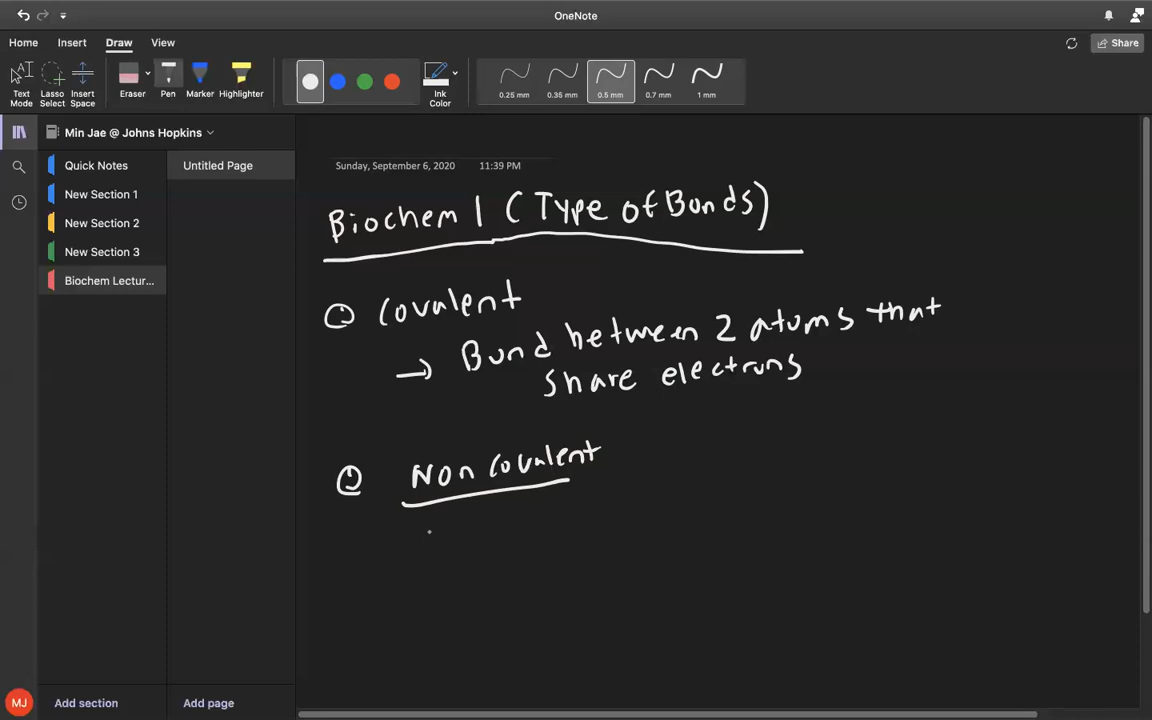 OneNote
Home Insert Draw View
Share
Text Mode
Lasso Select
Insert Space
Eraser
Pen
Marker
Highlighter
Ink Color
0.25 mm
0.35 mm
0.5 mm
0.7 mm
1 mm
Min Jae @ Johns Hopkins
Quick Notes
New Section 1
New Section 2
New Section 3
Biochem Lectur...
Untitled Page
Sunday, September 6, 2020 11:39 PM
Biochem 1 (Type of Bonds)
Covalent
→ Bond between 2 atoms that
share electrons
Non covalent
MJ
Add section
Add page